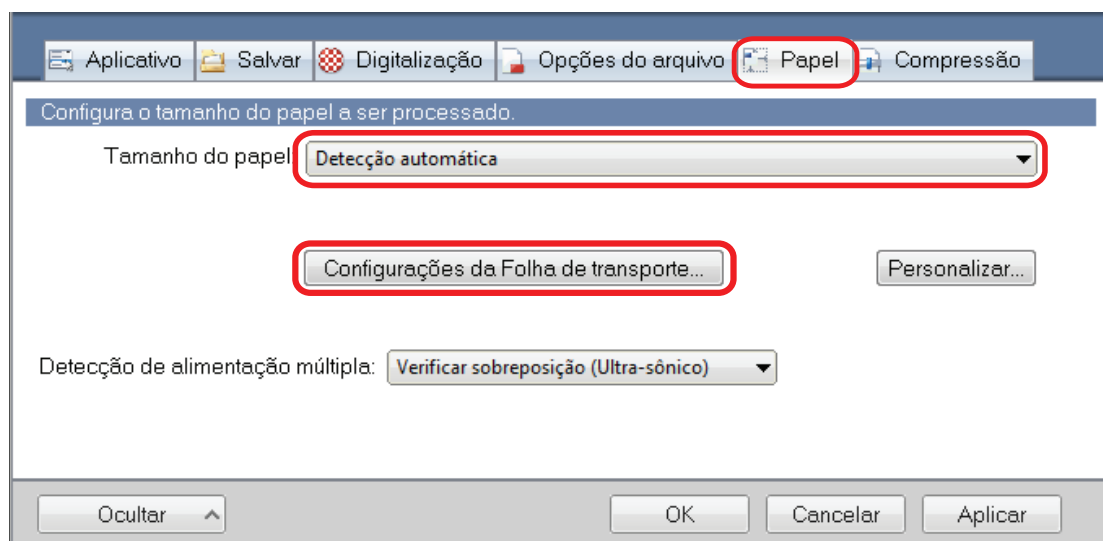 Aplicativo Salvar Digitalização Opções do arquivo Papel Compressão
Configura o tamanho do papel a ser processado.
Tamanho do papel: Detecção automática
Configurações da Folha de transporte... Personalizar...
Detecção de alimentação múltipla: Verificar sobreposição (Ultra-sônico)
Ocultar OK Cancelar Aplicar